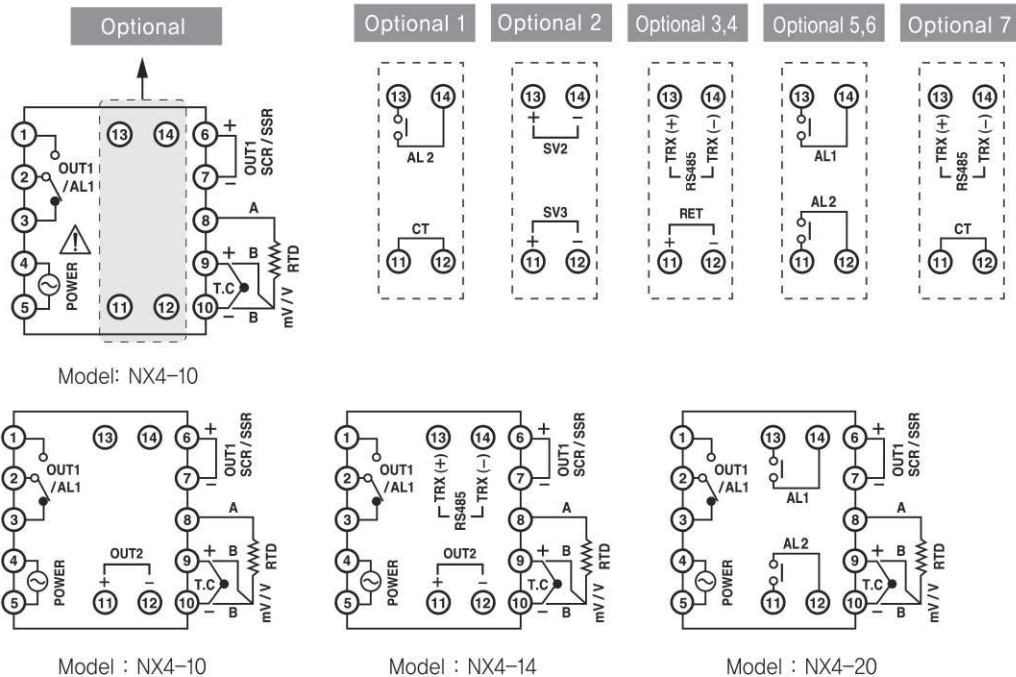 Optional
Optional 1
Optional 2
Optional 3,4
Optional 5,6
Optional 7
1
2
3
4
5
OUT1
/AL1
POWER
13
14
11
12
6
7
8
9
10
+
−
OUT1
SCR / SSR
A
+
B
T.C
−
B
RTD
mV / V
13
14
AL 2
CT
11
12
13
14
+
−
SV2
SV3
+
−
11
12
13
14
TRX (+)
TRX (−)
RS485
RET
+
−
11
12
13
14
AL1
AL2
11
12
13
14
TRX (+)
TRX (−)
RS485
CT
11
12
Model: NX4-10
1
2
3
4
5
OUT1
/AL1
POWER
13
14
OUT2
+
−
11
12
6
7
8
9
10
+
−
OUT1
SCR / SSR
A
+
B
T.C
−
B
RTD
mV / V
Model : NX4-10
1
2
3
4
5
OUT1
/AL1
POWER
13
14
TRX (+)
TRX (−)
RS485
OUT2
+
−
11
12
6
7
8
9
10
+
−
OUT1
SCR / SSR
A
+
B
T.C
−
B
RTD
mV / V
Model : NX4-14
1
2
3
4
5
OUT1
/AL1
POWER
13
14
AL1
AL 2
11
12
6
7
8
9
10
+
−
OUT1
SCR / SSR
A
+
B
T.C
−
B
RTD
mV / V
Model : NX4-20